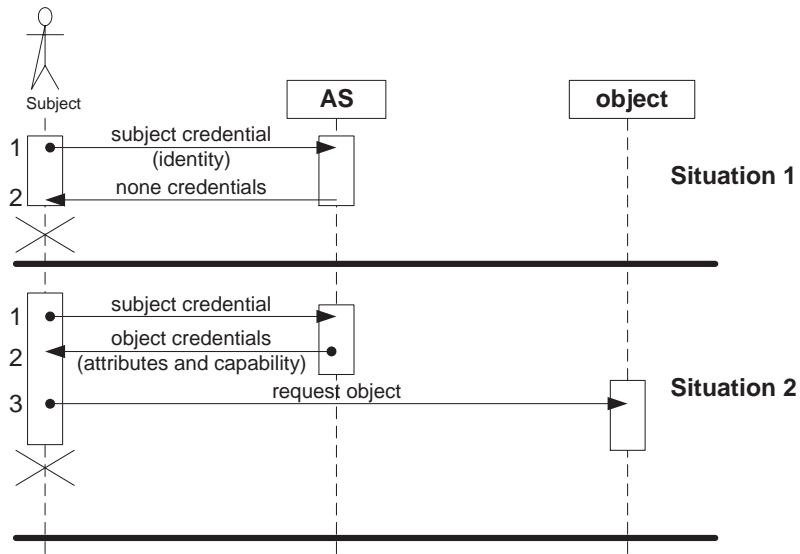 Subject
AS
object
1
subject credential
(identity)
2
none credentials
Situation 1
1
subject credential
2
object credentials
(attributes and capability)
3
request object
Situation 2